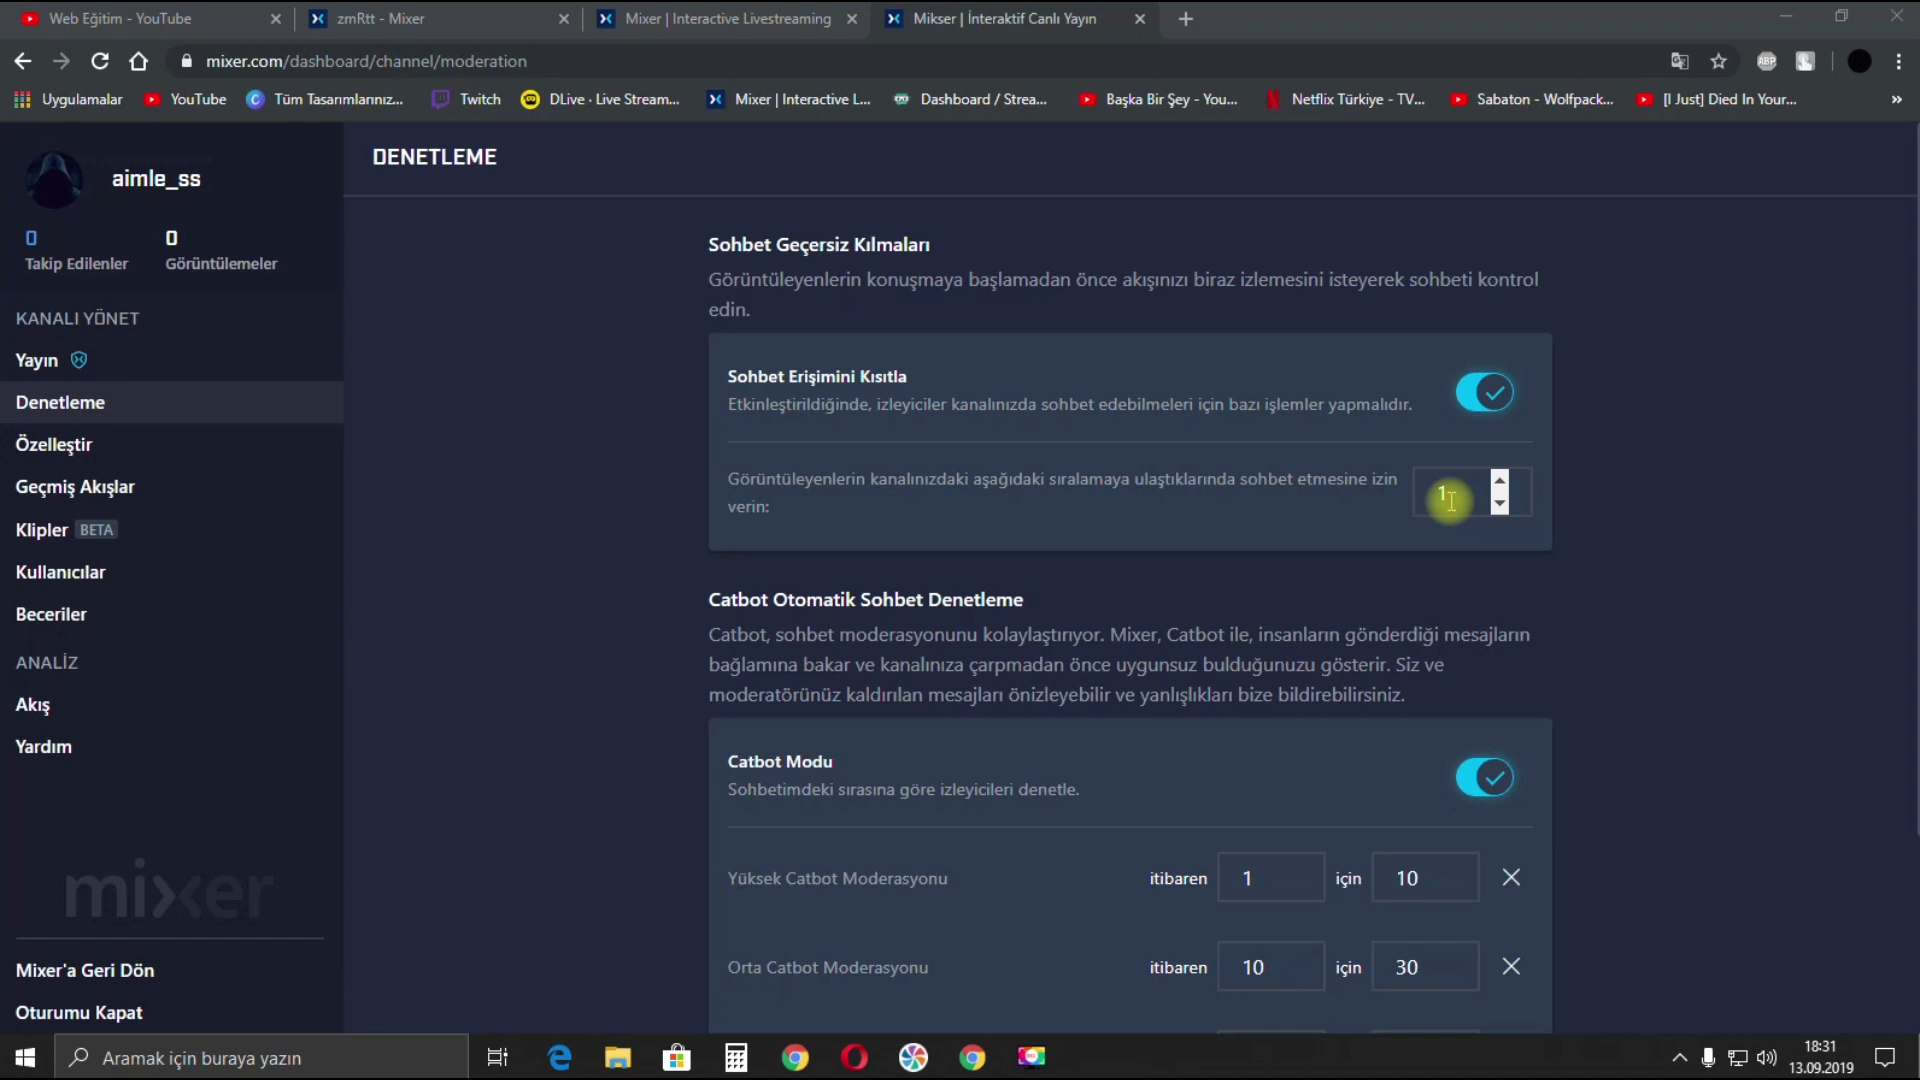 Web Eğitim - YouTube
zmRtt - Mixer
Mixer | Interactive Livestreaming
Mikser | İnteraktif Canlı Yayın
mixer.com/dashboard/channel/moderation
ABP
Uygulamalar
YouTube
Tüm Tasarımlarınız...
Twitch
DLive · Live Stream...
Mixer | Interactive L...
Dashboard / Strea...
Başka Bir Şey - You...
Netflix Türkiye - TV...
Sabaton - Wolfpack...
[I Just] Died In Your...
aimle_ss
0
0
Takip Edilenler
Görüntülemeler
KANALI YÖNET
Yayın
Denetleme
Özelleştir
Geçmiş Akışlar
Klipler BETA
Kullanıcılar
Beceriler
ANALİZ
Akış
Yardım
mixer
Mixer'a Geri Dön
Oturumu Kapat
DENETLEME
Sohbet Geçersiz Kılmaları
Görüntüleyenlerin konuşmaya başlamadan önce akışınızı biraz izlemesini isteyerek sohbeti kontrol
edin.
Sohbet Erişimini Kısıtla
Etkinleştirildiğinde, izleyiciler kanalınızda sohbet edebilmeleri için bazı işlemler yapmalıdır.
Görüntüleyenlerin kanalınızdaki aşağıdaki sıralamaya ulaştıklarında sohbet etmesine izin
verin:
1
Catbot Otomatik Sohbet Denetleme
Catbot, sohbet moderasyonunu kolaylaştırıyor. Mixer, Catbot ile, insanların gönderdiği mesajların
bağlamına bakar ve kanalınıza çarpmadan önce uygunsuz bulduğunuzu gösterir. Siz ve
moderatörünüz kaldırılan mesajları önizleyebilir ve yanlışlıkları bize bildirebilirsiniz.
Catbot Modu
Sohbetimdeki sırasına göre izleyicileri denetle.
Yüksek Catbot Moderasyonu
itibaren 1 için 10
Orta Catbot Moderasyonu
itibaren 10 için 30
Aramak için buraya yazın
18:31
13.09.2019